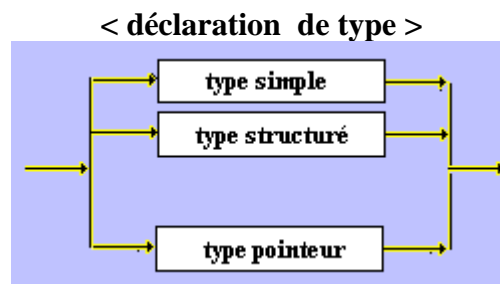 < déclaration de type >
type simple
type structuré
type pointeur